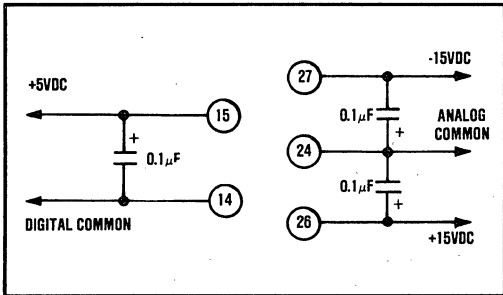 +5VDC
15
+
0.1μF
14
DIGITAL COMMON
27
-15VDC
0.1μF
+
ANALOG
COMMON
24
0.1μF
+
26
+15VDC